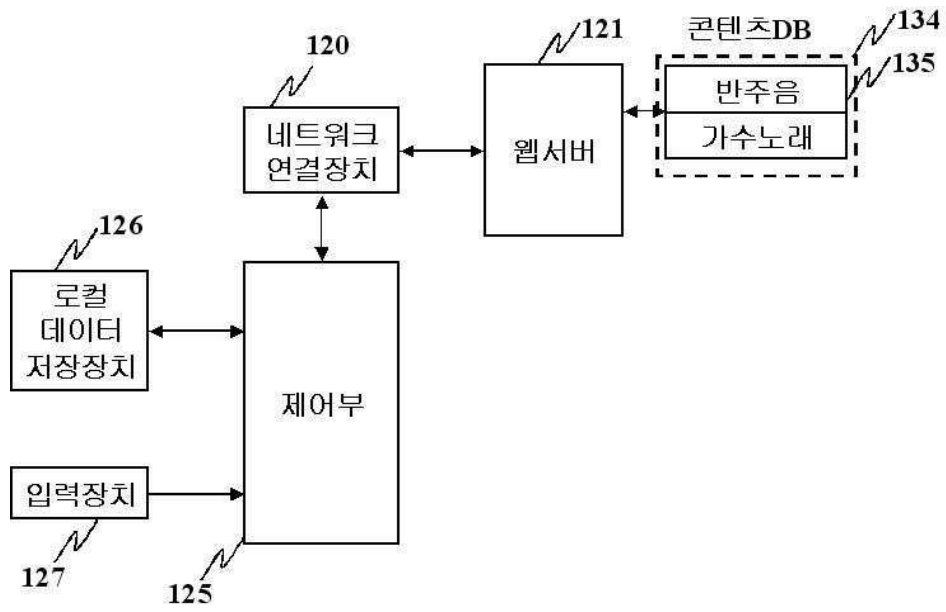 콘텐츠DB
134
121
120
135
반주음
가수노래
네트워크
연결장치
웹서버
126
로컬
데이터
저장장치
제어부
입력장치
127
125